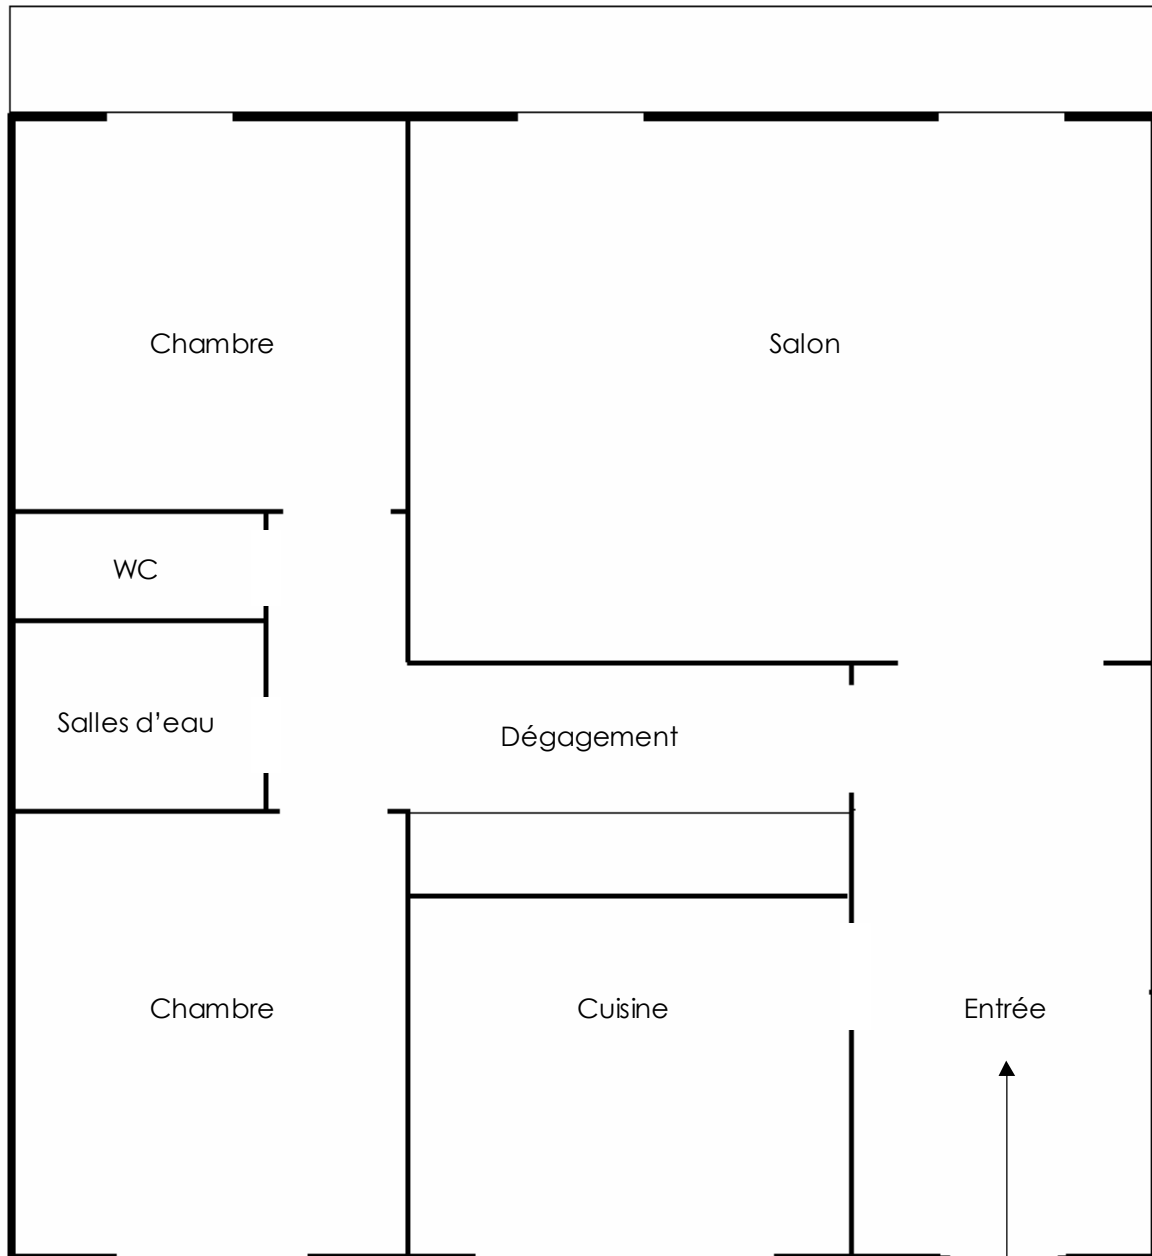 Chambre
Salon
WC
Salles d’eau
Dégagement
Chambre
Cuisine
Entrée